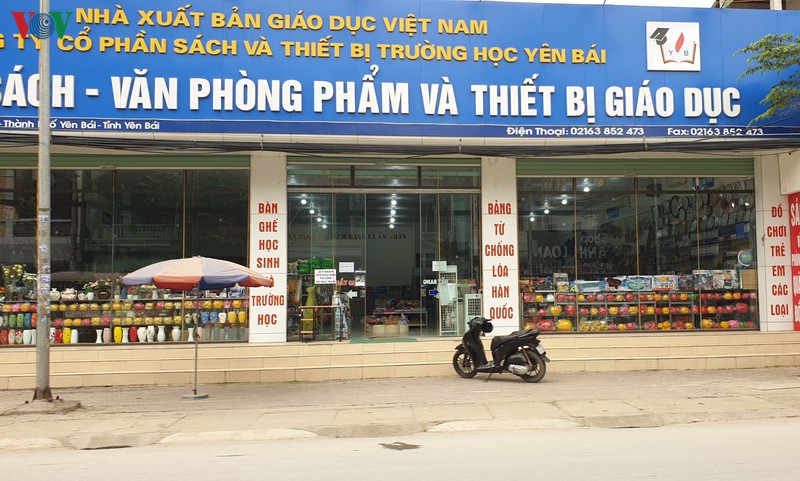 VOV.VN
NHÀ XUẤT BẢN GIÁO DỤC VIỆT NAM
TY CỔ PHẦN SÁCH VÀ THIẾT BỊ TRƯỜNG HỌC YÊN BÁI
Y B
SÁCH - VĂN PHÒNG PHẨM VÀ THIẾT BỊ GIÁO DỤC
- Thành Phố Yên Bái-Tỉnh Yên Bái
Điện Thoại: 02163 852 473
Fax: 02163 852 473
BÀN
GHẾ
HỌC
SINH
TRƯỜNG
HỌC
BẢNG
TỪ
CHỐNG
LÓA
HÀN
QUỐC
ĐỒ
CHƠI
TRẺ
EM
CÁC
LOẠI